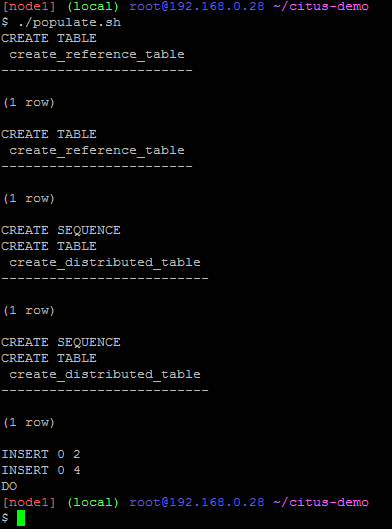 [node1] (local) root@192.168.0.28 ~/citus-demo
$ ./populate.sh
CREATE TABLE
 create_reference_table
------------------------
(1 row)
CREATE TABLE
 create_reference_table
------------------------
(1 row)
CREATE SEQUENCE
CREATE TABLE
 create_distributed_table
--------------------------
(1 row)
CREATE SEQUENCE
CREATE TABLE
 create_distributed_table
--------------------------
(1 row)
INSERT 0 2
INSERT 0 4
DO
[node1] (local) root@192.168.0.28 ~/citus-demo
$